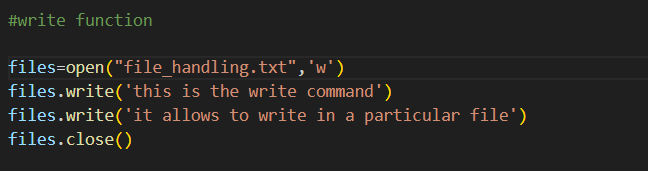 #write function
files=open("file_handling.txt",'w')
files.write('this is the write command')
files.write('it allows to write in a particular file')
files.close()